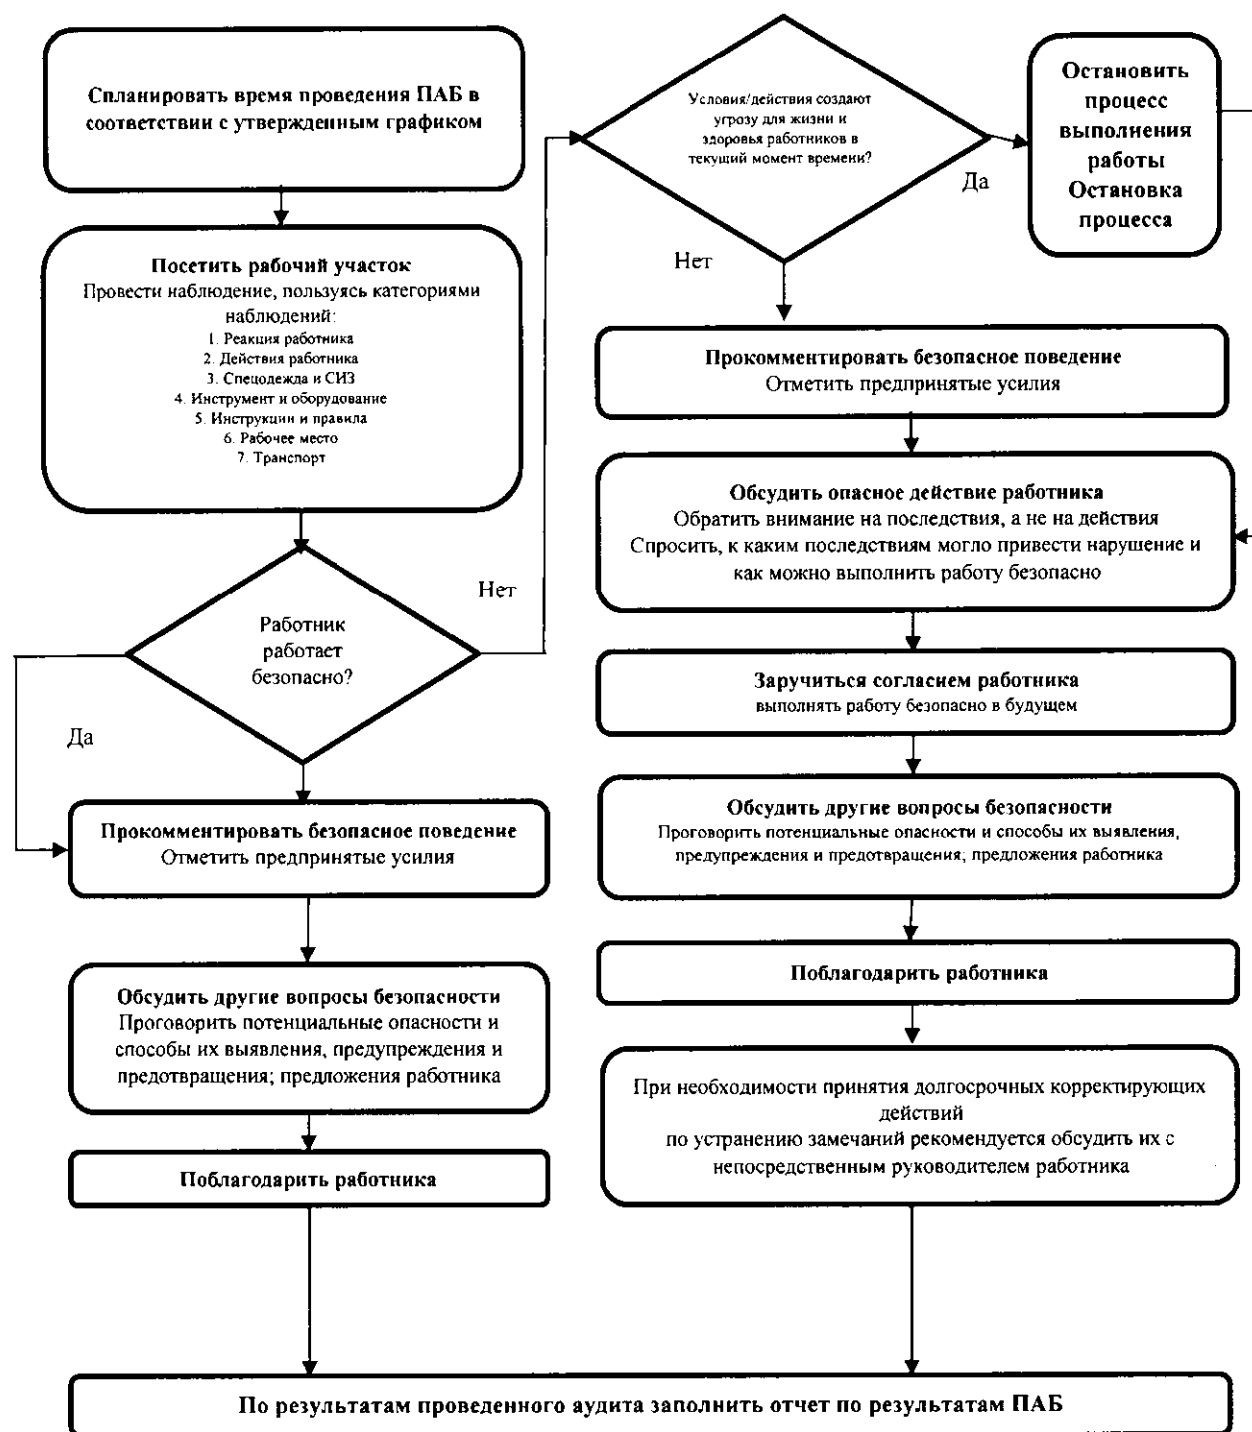 Спланировать время проведения ПАБ в
соответствии с утвержденным графиком
Посетить рабочий участок
Провести наблюдение, пользуясь категориями
наблюдений:
1. Реакция работника
2. Действия работника
3. Спецодежда и СИЗ
4. Инструмент и оборудование
5. Инструкции и правила
6. Рабочее место
7. Транспорт
Работник
работает
безопасно?
Нет
Да
Прокомментировать безопасное поведение
Отметить предпринятые усилия
Обсудить другие вопросы безопасности
Проговорить потенциальные опасности и
способы их выявления, предупреждения и
предотвращения; предложения работника
Поблагодарить работника
Условия/действия создают
угрозу для жизни и
здоровья работников в
текущий момент времени?
Да
Нет
Остановить
процесс
выполнения
работы
Остановка
процесса
Прокомментировать безопасное поведение
Отметить предпринятые усилия
Обсудить опасное действие работника
Обратить внимание на последствия, а не на действия
Спросить, к каким последствиям могло привести нарушение и
как можно выполнить работу безопасно
Заручиться согласием работника
выполнять работу безопасно в будущем
Обсудить другие вопросы безопасности
Проговорить потенциальные опасности и способы их выявления,
предупреждения и предотвращения; предложения работника
Поблагодарить работника
При необходимости принятия долгосрочных корректирующих
действий
по устранению замечаний рекомендуется обсудить их с
непосредственным руководителем работника
По результатам проведенного аудита заполнить отчет по результатам ПАБ